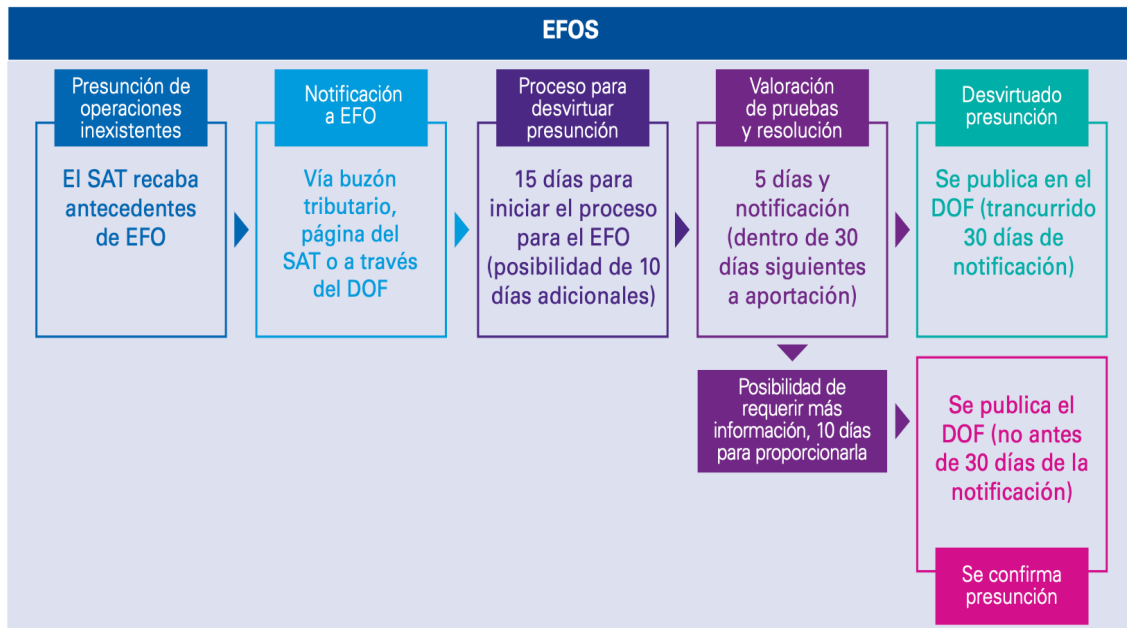 EFOS
Presunción de
operaciones
inexistentes
El SAT recaba
antecedentes
de EFO
Notificación
a EFO
Vía buzón
tributario,
página del
SAT o a través
del DOF
Proceso para
desvirtuar
presunción
15 días para
iniciar el proceso
para el EFO
(posibilidad de 10
días adicionales)
Valoración
de pruebas
y resolución
5 días y
notificación
(dentro de 30
días siguientes
a aportación)
Desvirtuado
presunción
Se publica en el
DOF (trancurrido
30 días de
notificación)
Posibilidad de
requerir más
información, 10 días
para proporcionarla
Se publica el
DOF (no antes
de 30 días de la
notificación)
Se confirma
presunción